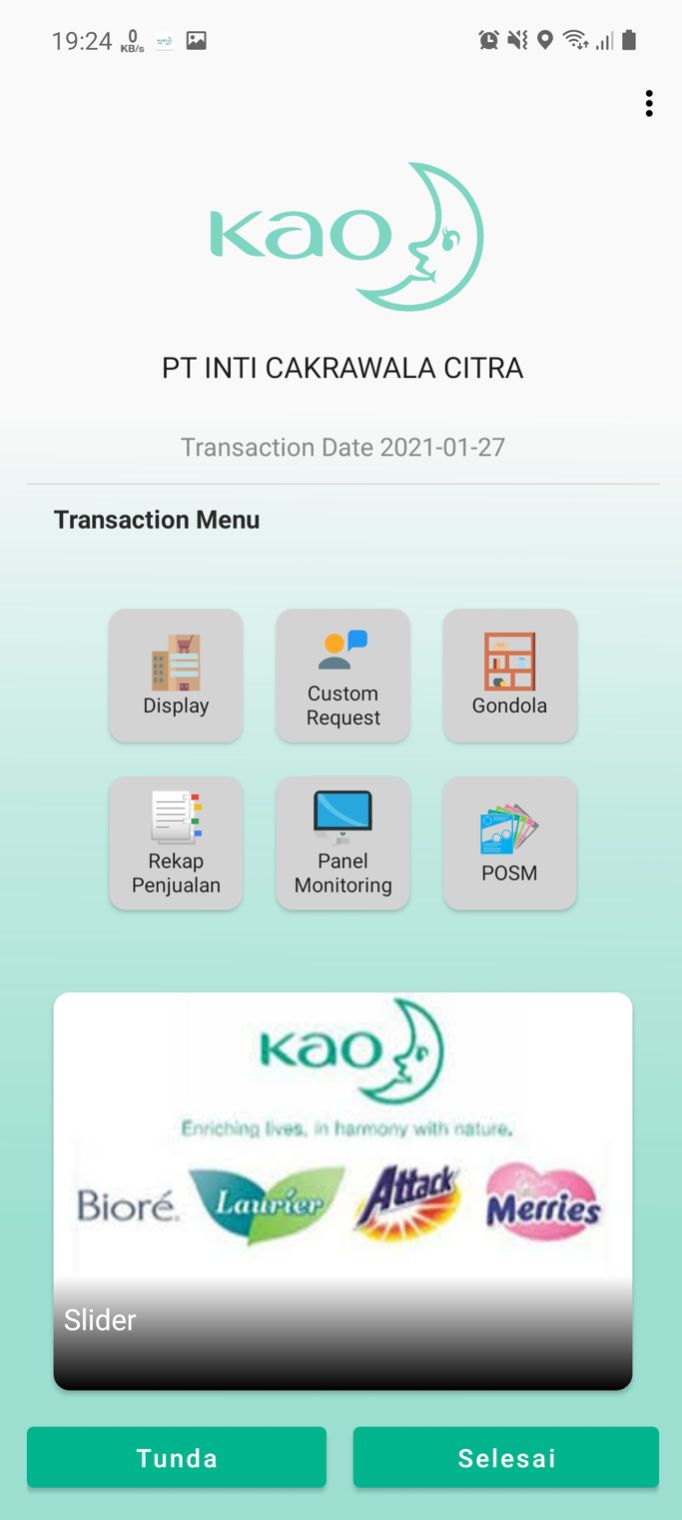 19:24
0
KB/s
Kao
PT INTI CAKRAWALA CITRA
Transaction Date 2021-01-27
Transaction Menu
Display
Custom
Request
Gondola
Rekap
Penjualan
Panel
Monitoring
POSM
Kao
Enriching lives, in harmony with nature.
Bioré. Laurier Attack Merries
Slider
Tunda
Selesai